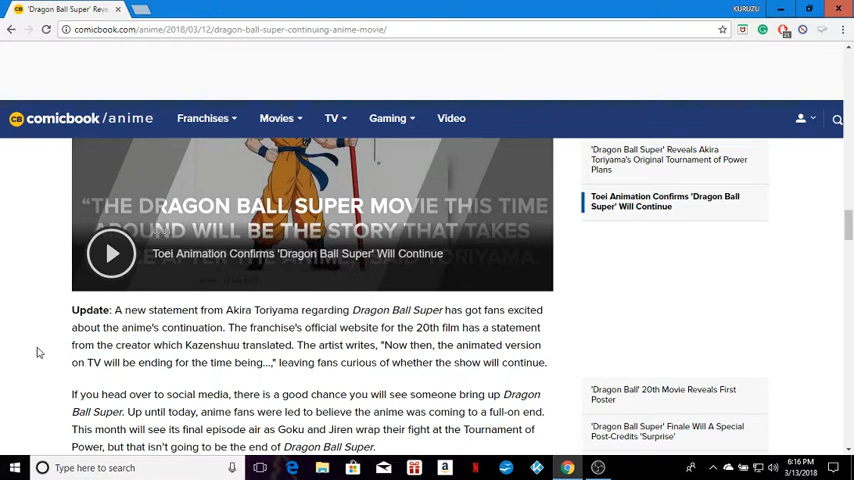 'Dragon Ball Super' Reve
KURUZU
comicbook.com/anime/2018/03/12/dragon-ball-super-continuing-anime-movie/
CB comicbook/anime
Franchises
Movies
TV
Gaming
Video
"THE DRAGON BALL SUPER MOVIE THIS TIME
AROUND WILL BE THE STORY THAT TAKES
Toei Animation Confirms 'Dragon Ball Super' Will Continue
SAID TORIYAMA.
Update: A new statement from Akira Toriyama regarding Dragon Ball Super has got fans excited
about the anime's continuation. The franchise's official website for the 20th film has a statement
from the creator which Kazenshuu translated. The artist writes, "Now then, the animated version
on TV will be ending for the time being...," leaving fans curious of whether the show will continue.
If you head over to social media, there is a good chance you will see someone bring up Dragon
Ball Super. Up until today, anime fans were led to believe the anime was coming to a full-on end.
This month will see its final episode air as Goku and Jiren wrap their fight at the Tournament of
Power, but that isn't going to be the end of Dragon Ball Super.
'Dragon Ball Super' Reveals Akira
Toriyama's Original Tournament of Power
Plans
Toei Animation Confirms 'Dragon Ball
Super' Will Continue
'Dragon Ball' 20th Movie Reveals First
Poster
'Dragon Ball Super' Finale Will A Special
Post-Credits 'Surprise'
Type here to search
6:16 PM
3/13/2018